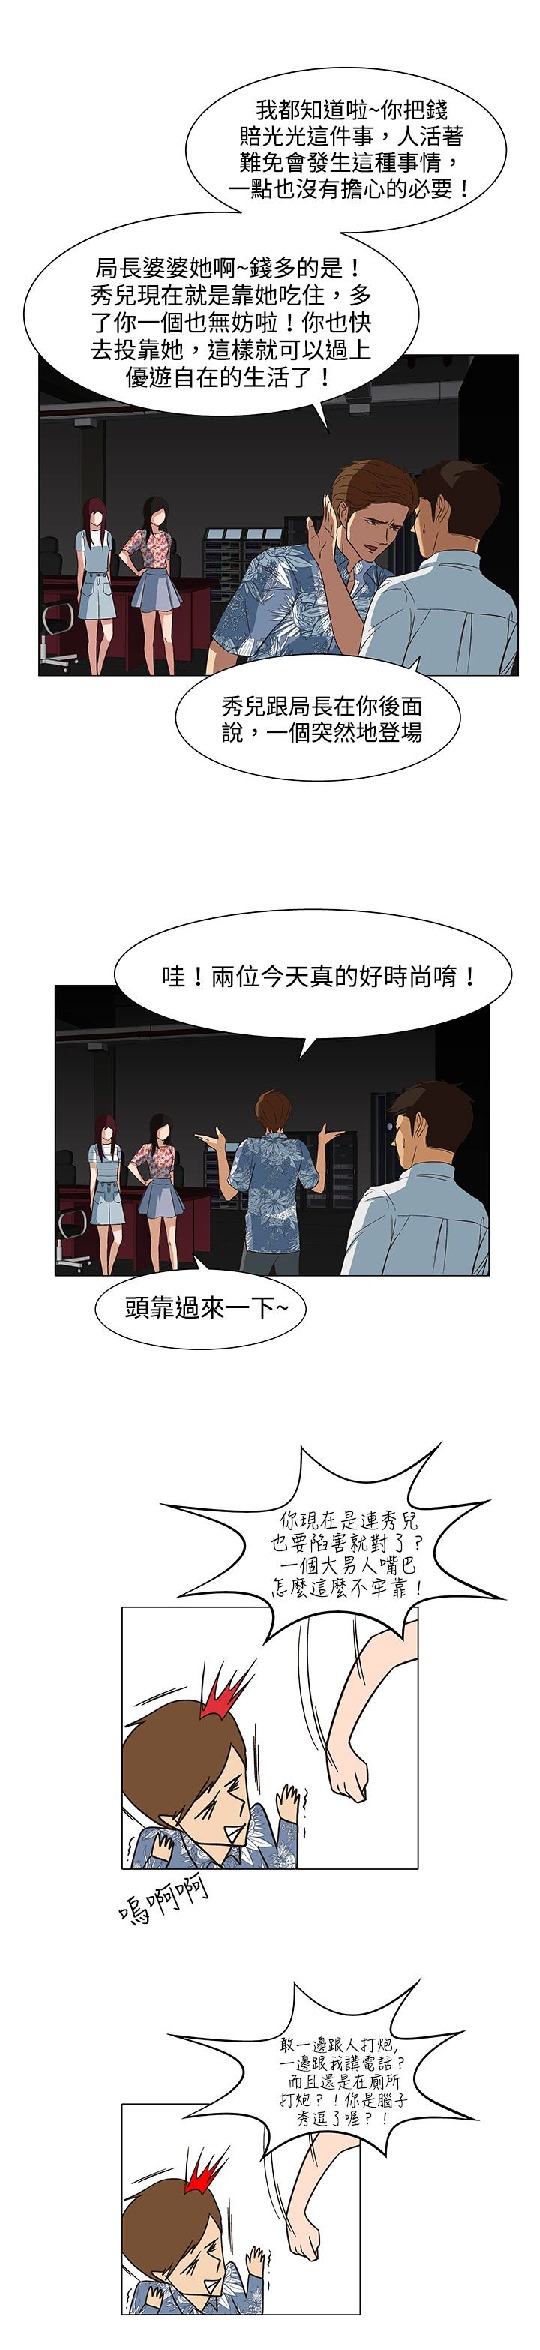 我都知道啦~你把錢
賠光光這件事，人活著
難免會發生這種事情，
一點也沒有擔心的必要！
局長婆婆她啊~錢多的是！
秀兒現在就是靠她吃住，多
了你一個也無妨啦！你也快
去投靠她，這樣就可以過上
優遊自在的生活了！
秀兒跟局長在你後面
說，一個突然地登場
哇！兩位今天真的好時尚唷！
頭靠過來一下~
你現在是連秀兒
也要陷害就對了？
一個大男人嘴巴
怎麼這麼不牢靠！
嗚啊啊
敢一邊跟人打炮,
一邊跟我講電話？
而且還是在廁所
打炮？！你是腦子
秀逗了喔？！